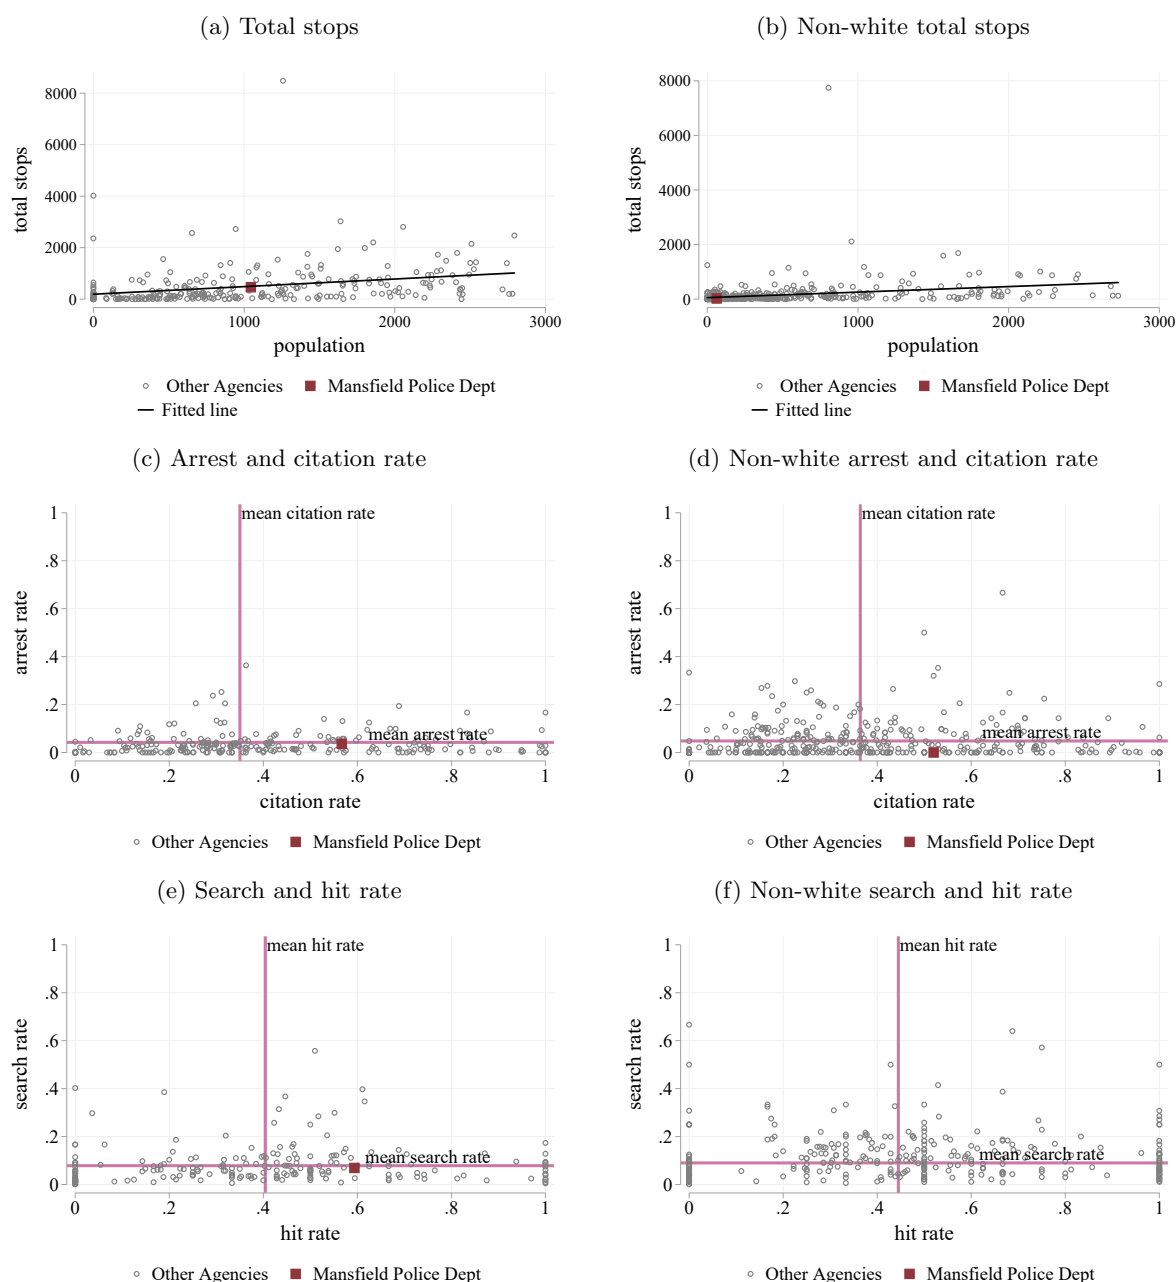 (a) Total stops
(b) Non-white total stops
8000
6000
4000
2000
0
total stops
0 1000 2000 3000
population
Other Agencies Mansfield Police Dept
Fitted line
8000
6000
4000
2000
0
total stops
0 1000 2000 3000
population
Other Agencies Mansfield Police Dept
Fitted line
(c) Arrest and citation rate
(d) Non-white arrest and citation rate
1
.8
.6
.4
.2
0
arrest rate
mean citation rate
mean arrest rate
0 .2 .4 .6 .8 1
citation rate
Other Agencies Mansfield Police Dept
1
.8
.6
.4
.2
0
arrest rate
mean citation rate
mean arrest rate
0 .2 .4 .6 .8 1
citation rate
Other Agencies Mansfield Police Dept
(e) Search and hit rate
(f) Non-white search and hit rate
1
.8
.6
.4
.2
0
search rate
mean hit rate
mean search rate
0 .2 .4 .6 .8 1
hit rate
Other Agencies Mansfield Police Dept
1
.8
.6
.4
.2
0
search rate
mean hit rate
mean search rate
0 .2 .4 .6 .8 1
hit rate
Other Agencies Mansfield Police Dept